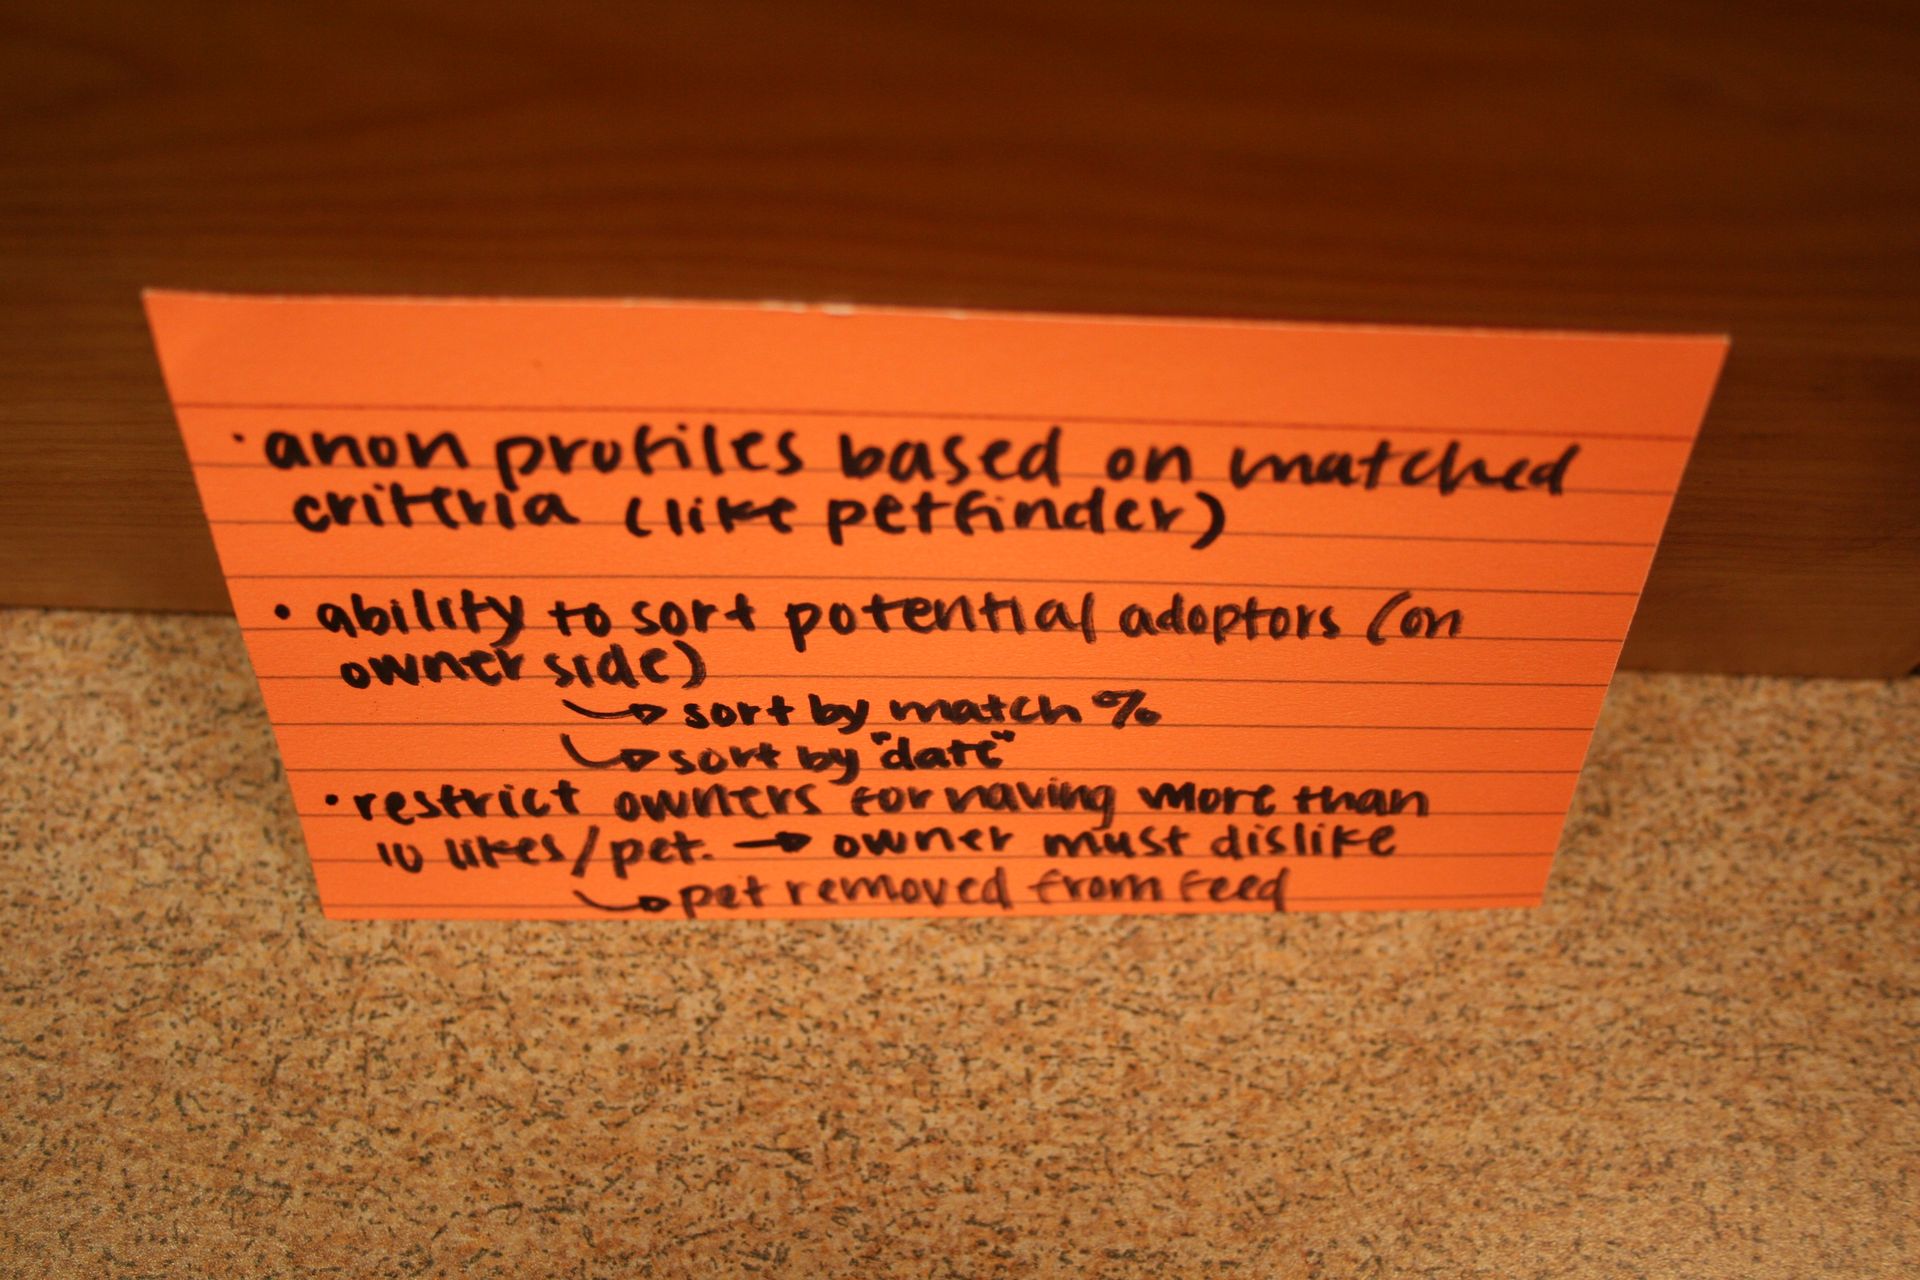 · anon profiles based on matched
criteria (like petfinder)
• ability to sort potential adoptors (on
owner side)
↳ sort by match %
↳ sort by "date"
• restrict owners for having more than
10 likes/pet. → owner must dislike
↳ pet removed from feed